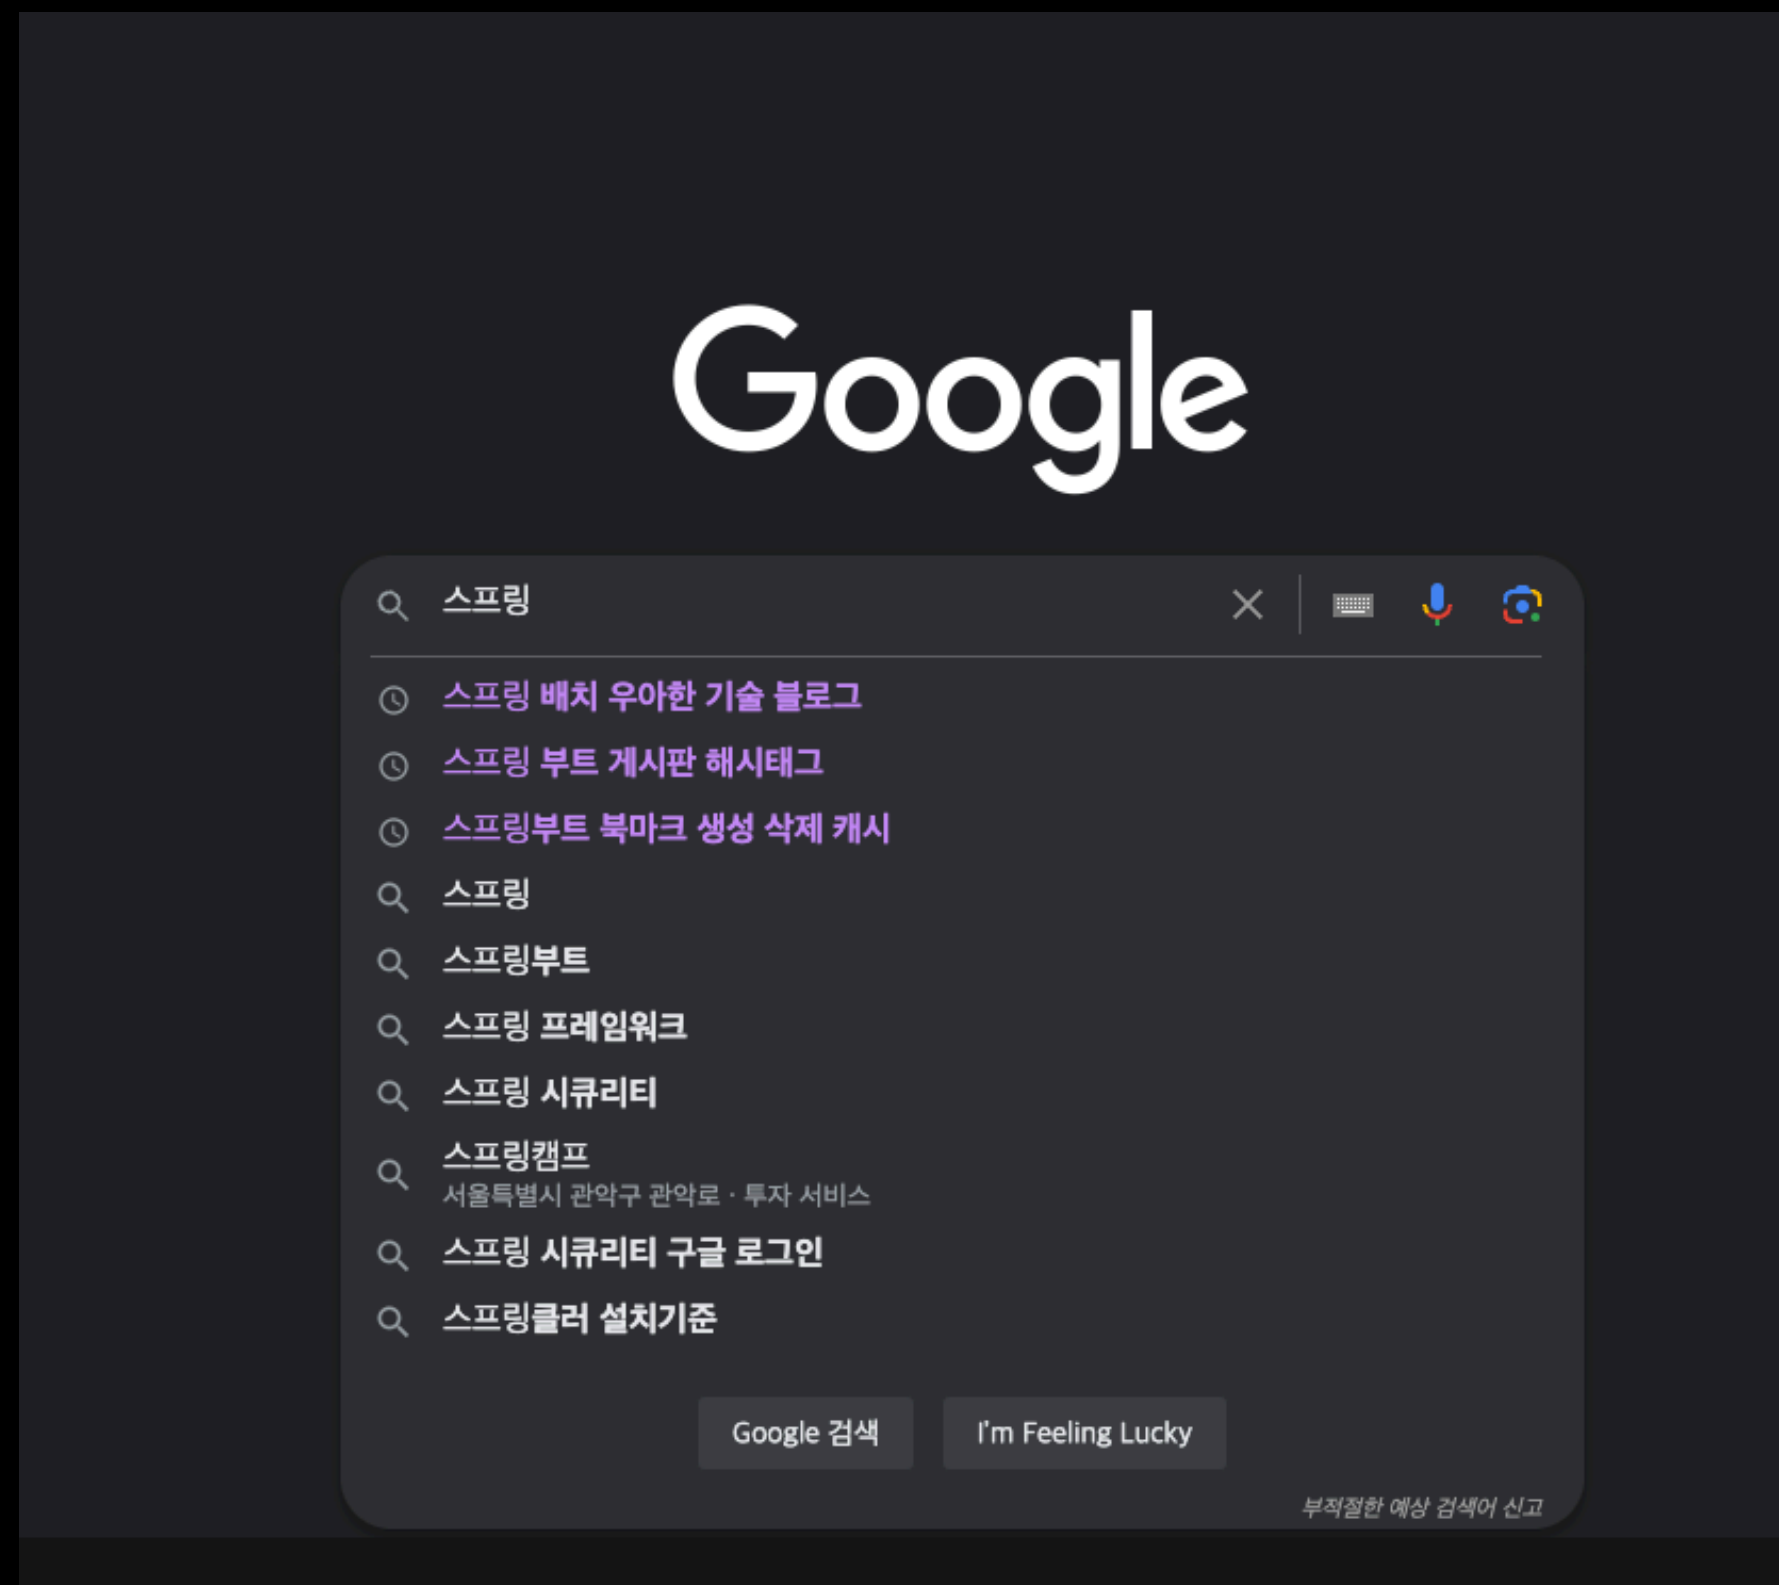 Google
스프링
스프링 배치 우아한 기술 블로그
스프링 부트 게시판 해시태그
스프링부트 북마크 생성 삭제 캐시
스프링
스프링부트
스프링 프레임워크
스프링 시큐리티
스프링캠프
서울특별시 관악구 관악로 · 투자 서비스
스프링 시큐리티 구글 로그인
스프링클러 설치기준
Google 검색
I'm Feeling Lucky
부적절한 예상 검색어 신고